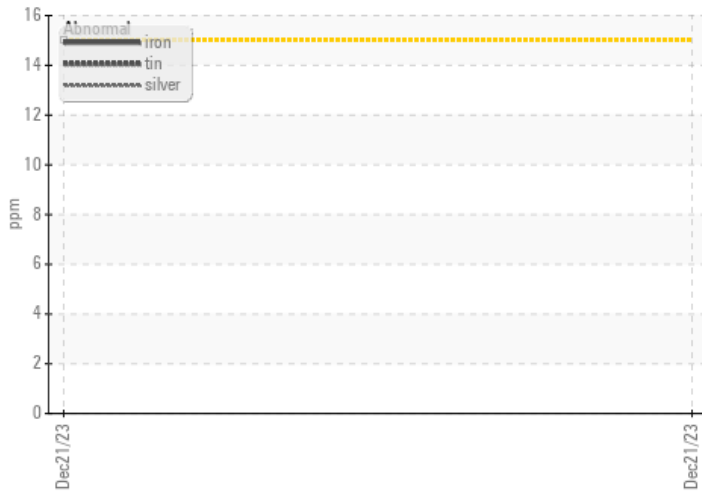 16
14
12
10
8
6
4
2
0
ppm
Abnormal
iron
tin
silver
Dec21/23
Dec21/23